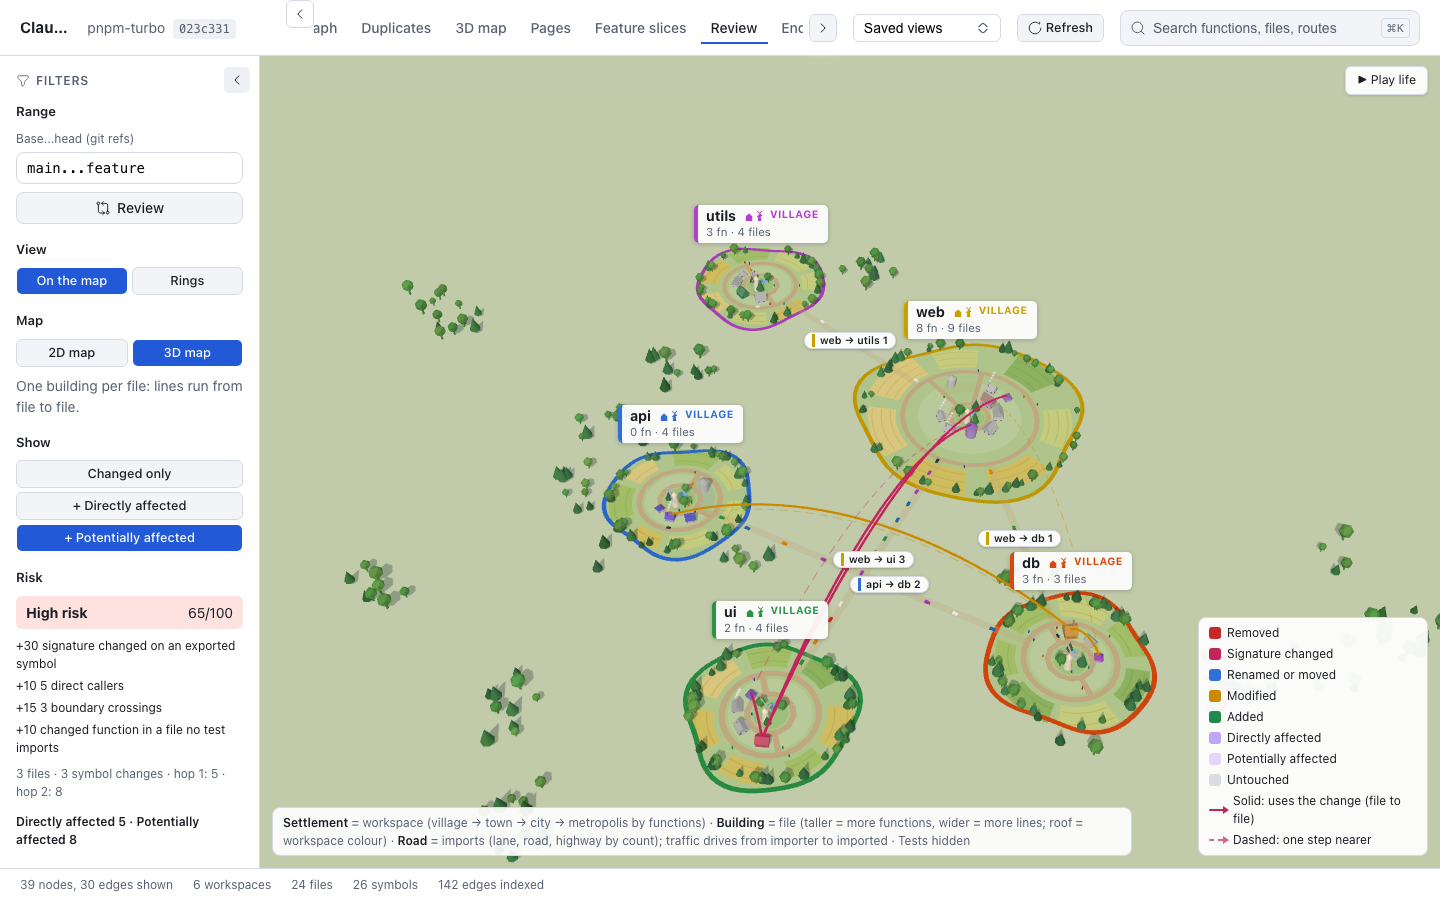 Clau...
pnpm-turbo
023c331
aph
Duplicates
3D map
Pages
Feature slices
Review
Saved views
Refresh
Search functions, files, routes
⌘K
FILTERS
Range
Base...head (git refs)
main...feature
Review
View
On the map
Rings
Map
2D map
3D map
One building per file: lines run from
file to file.
Show
Changed only
+ Directly affected
+ Potentially affected
Risk
High risk
65/100
+30 signature changed on an exported
symbol
+10 5 direct callers
+15 3 boundary crossings
+10 changed function in a file no test
imports
3 files · 3 symbol changes · hop 1: 5 ·
hop 2: 8
Directly affected 5 · Potentially
affected 8
Play life
utils VILLAGE
3 fn · 4 files
web VILLAGE
8 fn · 9 files
web → utils 1
api VILLAGE
0 fn · 4 files
web → db 1
web → ui 3
db VILLAGE
3 fn · 3 files
api → db 2
ui VILLAGE
2 fn · 4 files
Removed
Signature changed
Renamed or moved
Modified
Added
Directly affected
Potentially affected
Untouched
Solid: uses the change (file to
file)
Dashed: one step nearer
Settlement = workspace (village → town → city → metropolis by functions) · Building = file (taller = more functions, wider = more lines; roof =
workspace colour) · Road = imports (lane, road, highway by count); traffic drives from importer to imported · Tests hidden
39 nodes, 30 edges shown
6 workspaces
24 files
26 symbols
142 edges indexed